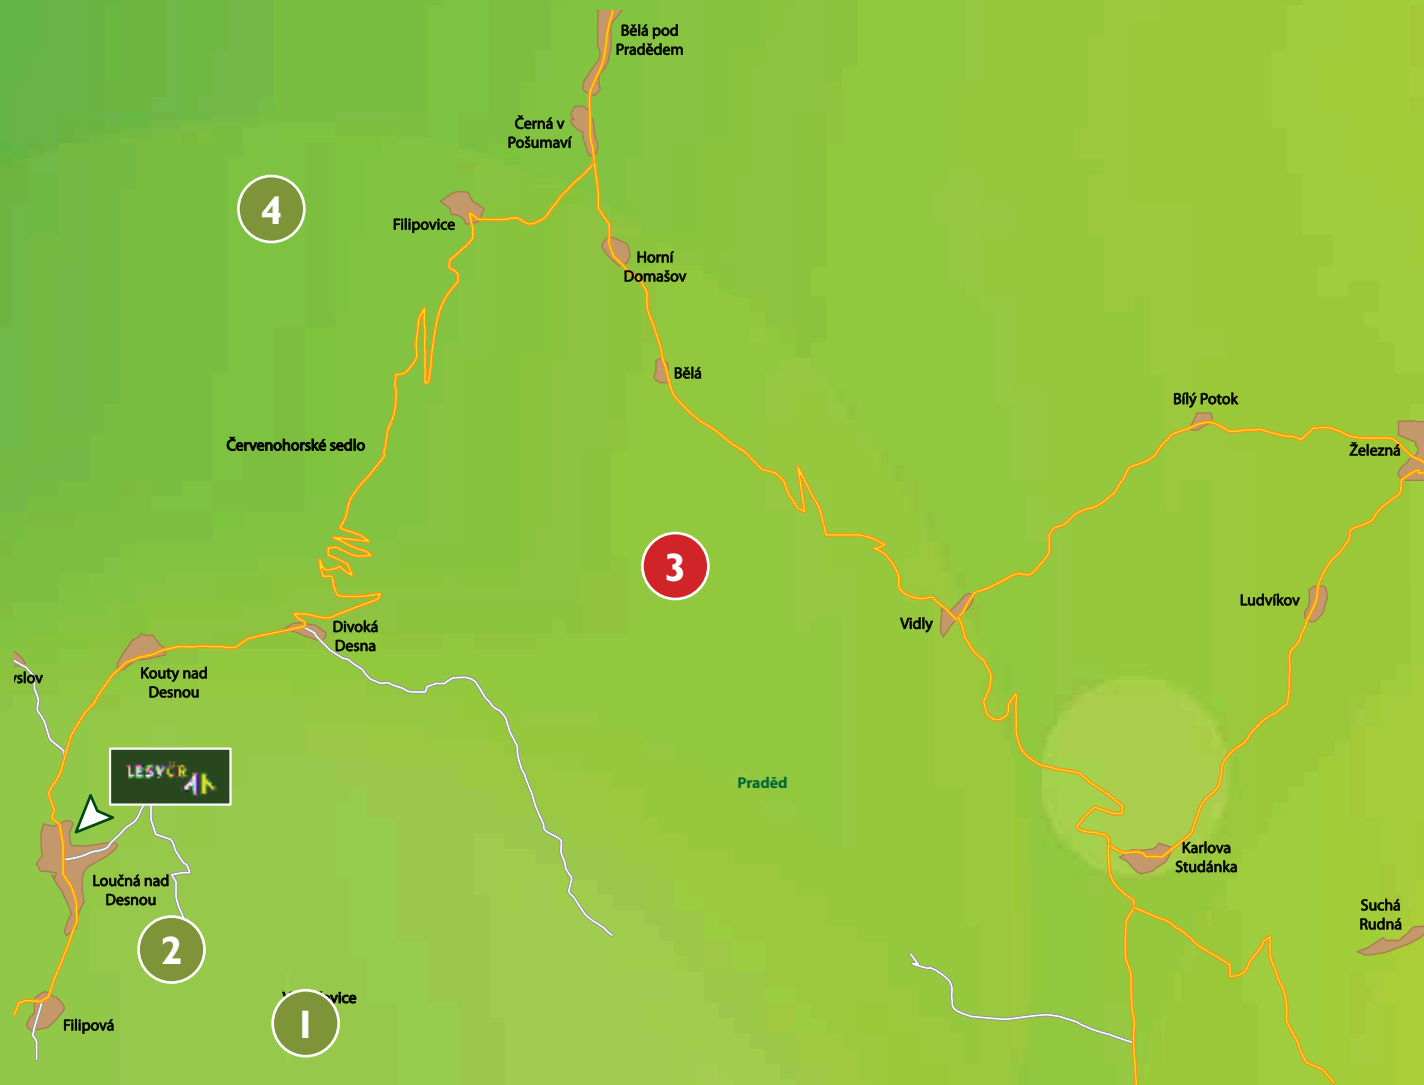 Bělá pod
Pradědem
Černá v
Pošumaví
4
Filipovice
Horní
Domašov
Bělá
Bílý Potok
Červenohorské sedlo
Železná
3
Ludvíkov
Vidly
Divoká
Desna
Kouty nad
Desnou
LESYČR
Praděd
Karlova
Studánka
Loučná nad
Desnou
Suchá
Rudná
2
1
Filipová